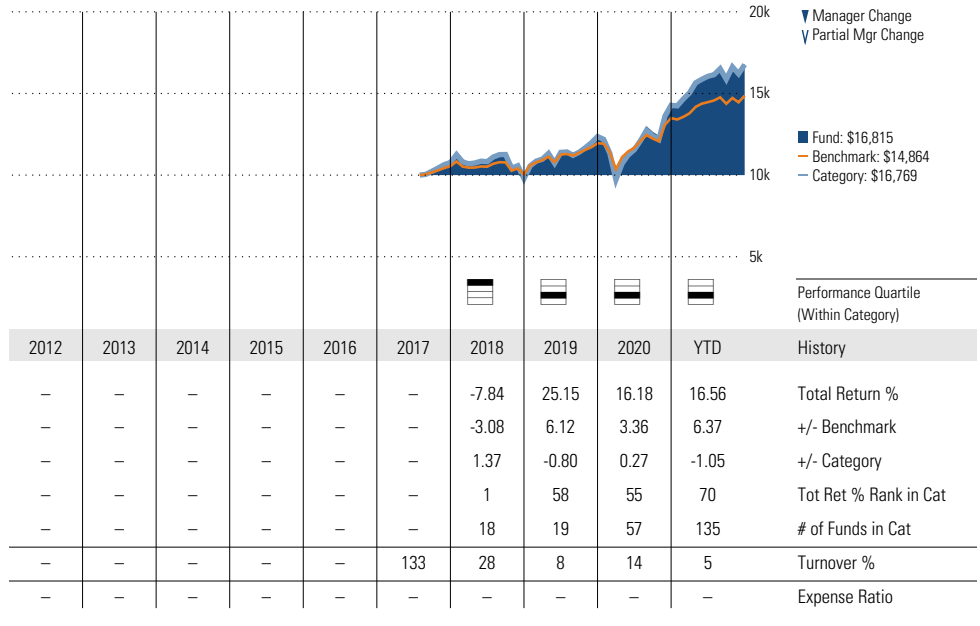 20k
Manager Change
Partial Mgr Change
15k
Fund: $16,815
Benchmark: $14,864
Category: $16,769
10k
5k
Performance Quartile
(Within Category)
2012 2013 2014 2015 2016 2017 2018 2019 2020 YTD History
– – – – – – -7.84 25.15 16.18 16.56 Total Return %
– – – – – – -3.08 6.12 3.36 6.37 +/- Benchmark
– – – – – – 1.37 -0.80 0.27 -1.05 +/- Category
– – – – – – 1 58 55 70 Tot Ret % Rank in Cat
– – – – – – 18 19 57 135 # of Funds in Cat
– – – – – 133 28 8 14 5 Turnover %
– – – – – – – – – – Expense Ratio